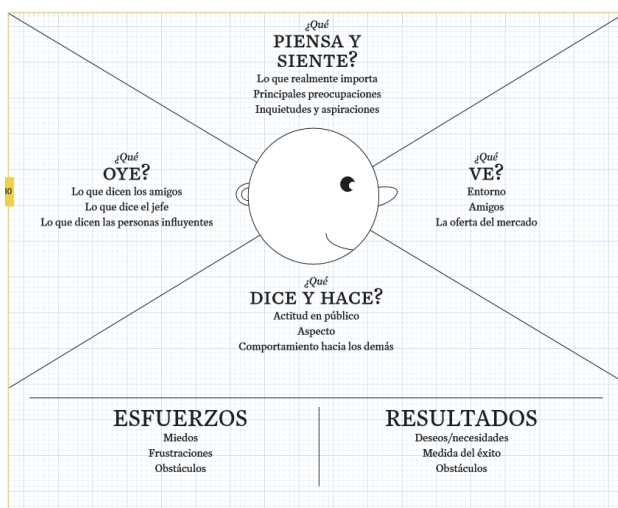 ¿Qué
PIENSA Y
SIENTE?
Lo que realmente importa
Principales preocupaciones
Inquietudes y aspiraciones
¿Qué
OYE?
Lo que dicen los amigos
Lo que dice el jefe
Lo que dicen las personas influyentes
¿Qué
VE?
Entorno
Amigos
La oferta del mercado
¿Qué
DICE Y HACE?
Actitud en público
Aspecto
Comportamiento hacia los demás
ESFUERZOS
Miedos
Frustraciones
Obstáculos
RESULTADOS
Deseos/necesidades
Medida del éxito
Obstáculos